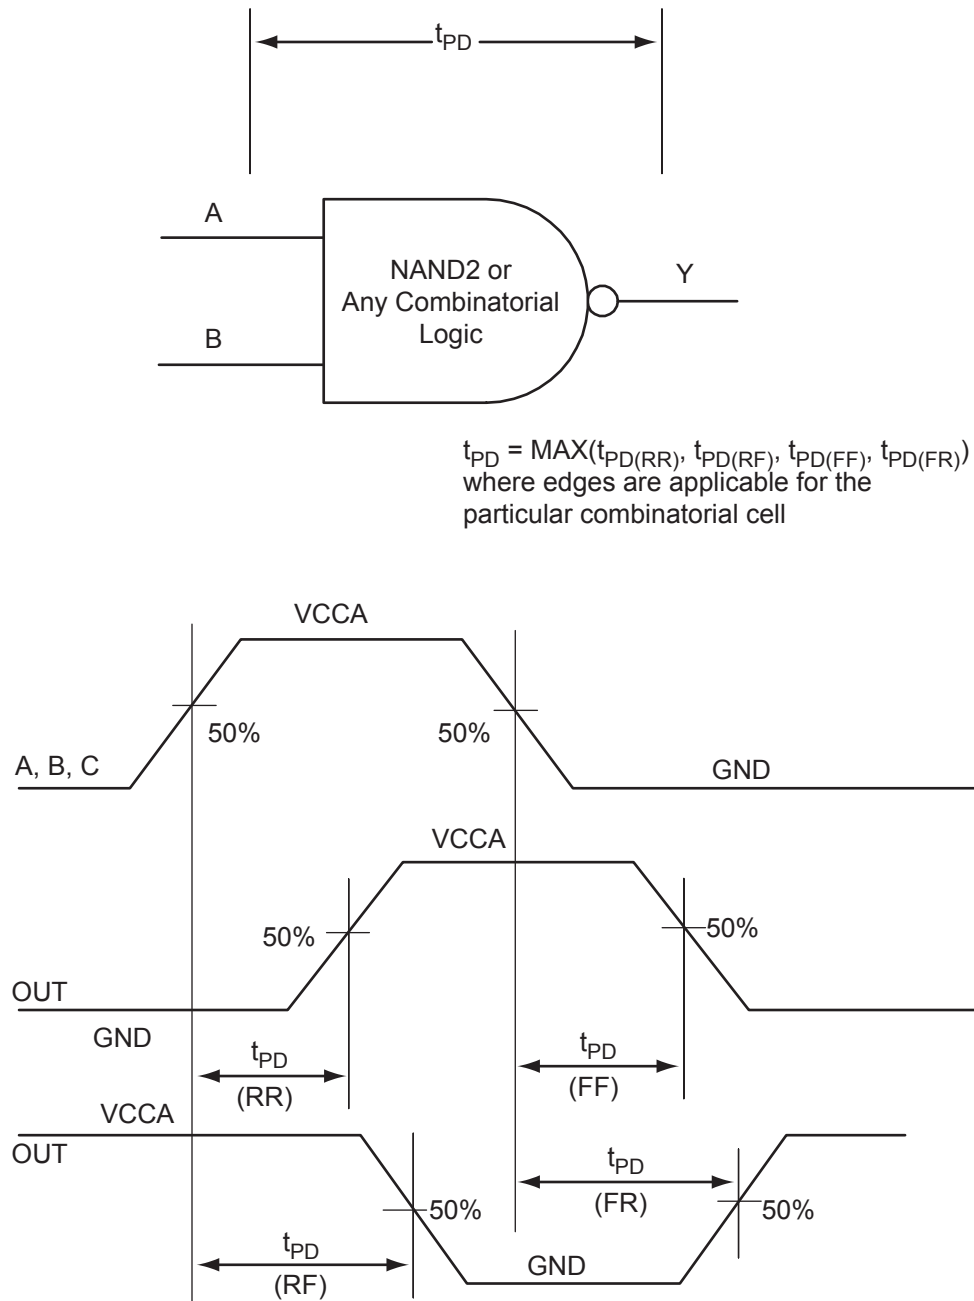 tPD
A
NAND2 or
Any Combinatorial
Logic
Y
B
tPD = MAX(tPD(RR), tPD(RF), tPD(FF), tPD(FR))
where edges are applicable for the
particular combinatorial cell
VCCA
50%
50%
A, B, C
GND
VCCA
50%
50%
OUT
GND
tPD
(RR)
tPD
(FF)
VCCA
OUT
tPD
(FR)
50%
50%
tPD
(RF)
GND